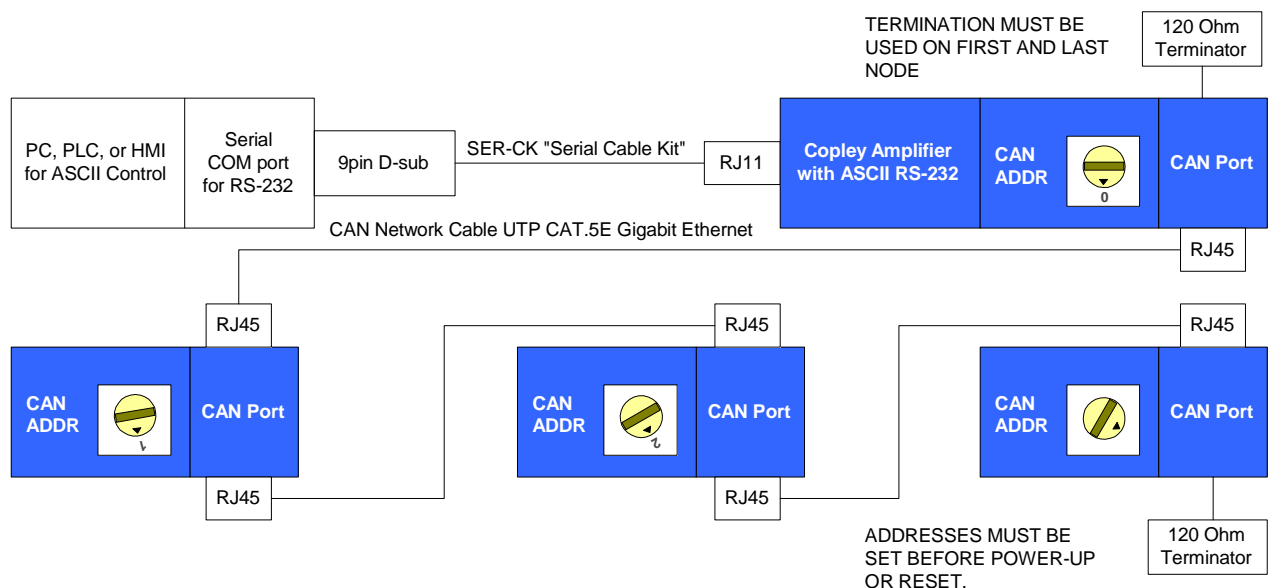 TERMINATION MUST BE
USED ON FIRST AND LAST
NODE
120 Ohm
Terminator
PC, PLC, or HMI
for ASCII Control
Serial
COM port
for RS-232
9pin D-sub
SER-CK "Serial Cable Kit"
RJ11
Copley Amplifier
with ASCII RS-232
CAN
ADDR
0
CAN Port
CAN Network Cable UTP CAT.5E Gigabit Ethernet
RJ45
RJ45
RJ45
RJ45
CAN
ADDR
1
CAN Port
CAN
ADDR
2
CAN Port
CAN
ADDR
CAN Port
RJ45
RJ45
ADDRESSES MUST BE
SET BEFORE POWER-UP
OR RESET.
120 Ohm
Terminator